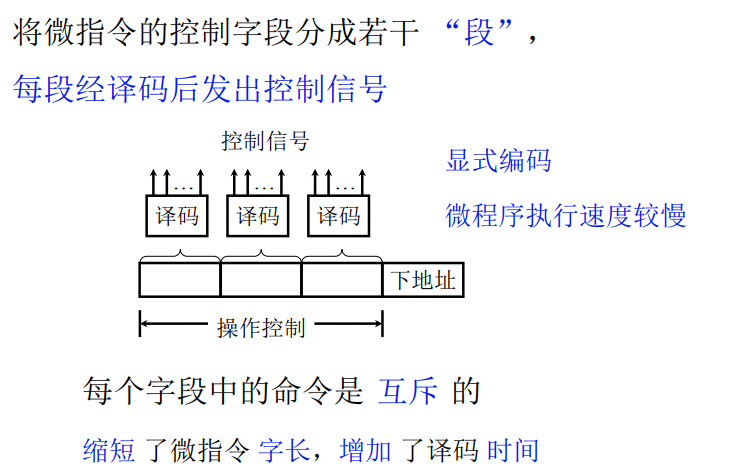 将微指令的控制字段分成若干 “段”，
每段经译码后发出控制信号
控制信号
显式编码
… … …
译码 译码 译码
微程序执行速度较慢
下地址
操作控制
每个字段中的命令是 互斥 的
缩短 了微指令 字长，增加 了译码 时间